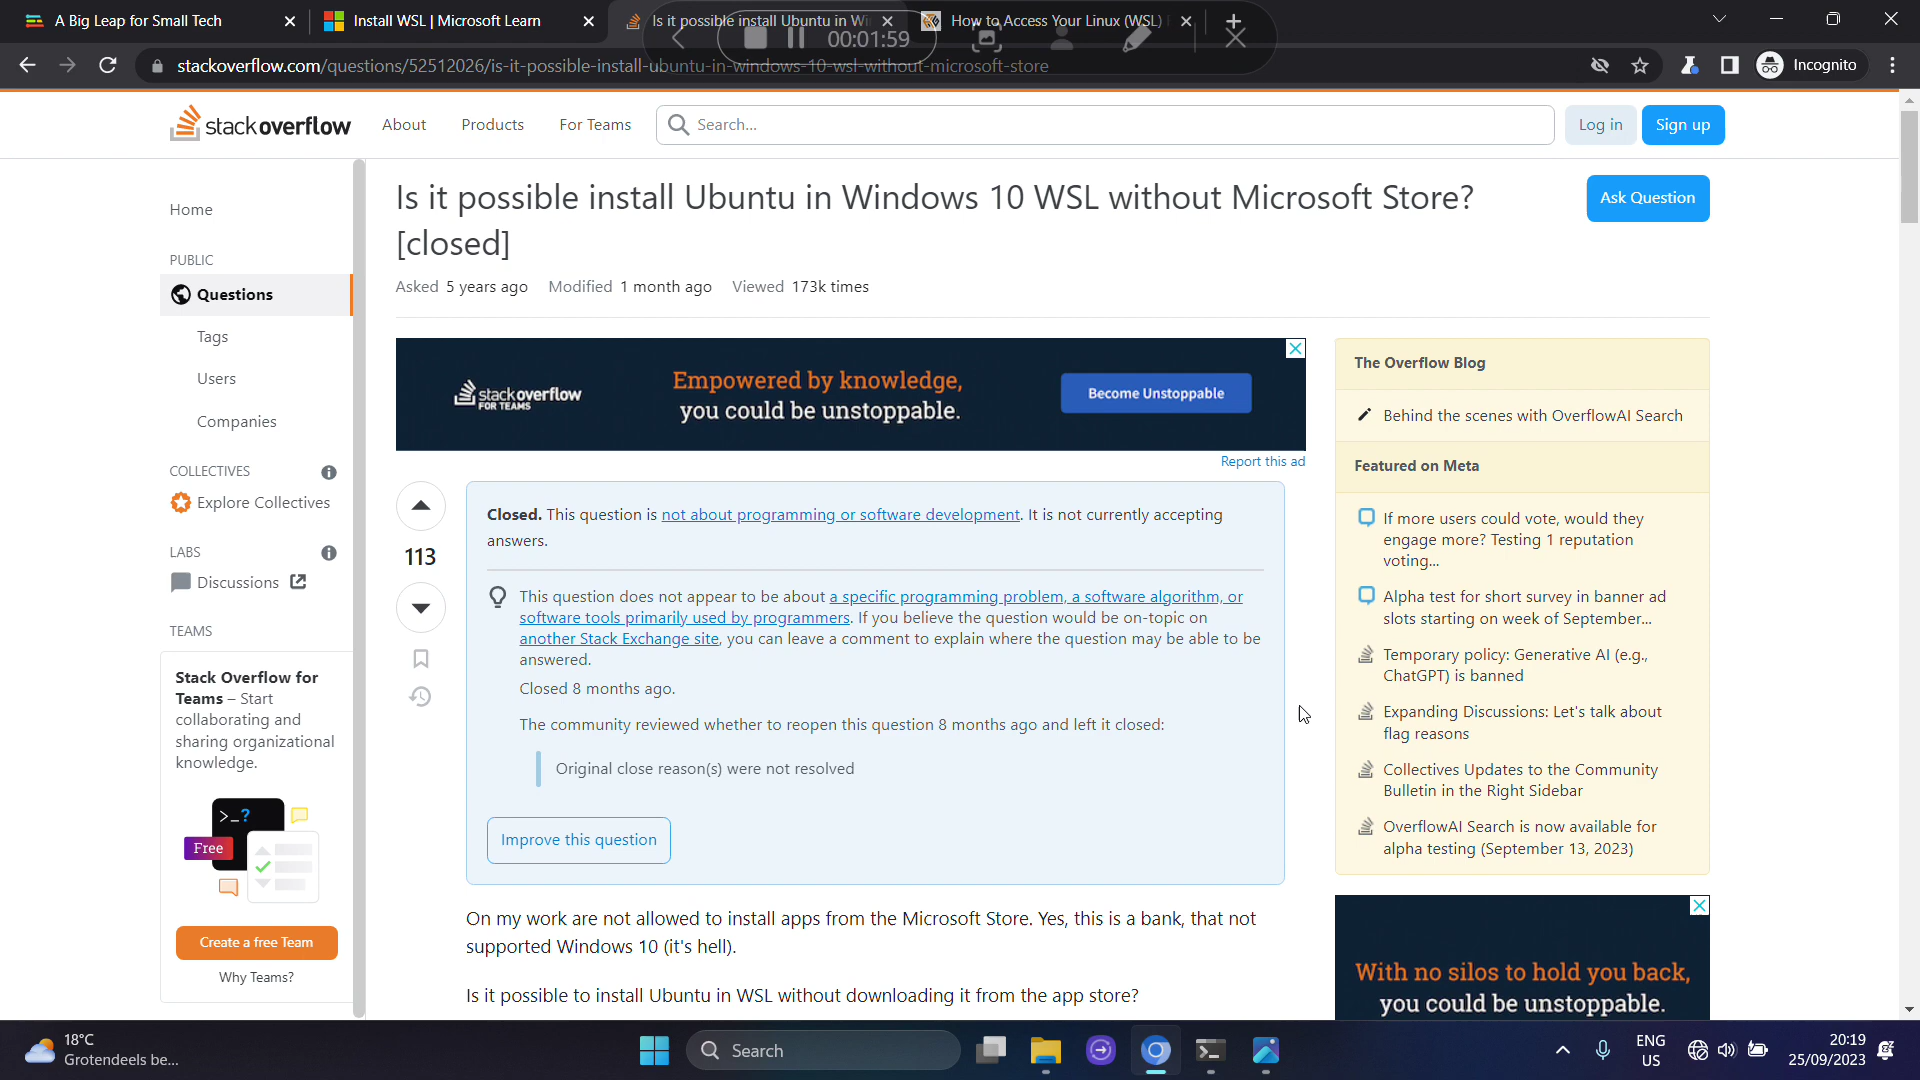 A Big Leap for Small Tech
Install WSL | Microsoft Learn
Is it possible install Ubuntu in Wi
How to Access Your Linux (WSL)
00:01:59
stackoverflow.com/questions/52512026/is-it-possible-install-ubuntu-in-windows-10-wsl-without-microsoft-store
Incognito
stackoverflow
About
Products
For Teams
Search...
Log in
Sign up
Home
PUBLIC
Questions
Tags
Users
Companies
COLLECTIVES
Explore Collectives
LABS
Discussions
TEAMS
Stack Overflow for
Teams – Start
collaborating and
sharing organizational
knowledge.
>_?
Free
Create a free Team
Why Teams?
Is it possible install Ubuntu in Windows 10 WSL without Microsoft Store?
[closed]
Ask Question
Asked 5 years ago Modified 1 month ago Viewed 173k times
stackoverflow
FOR TEAMS
Empowered by knowledge,
you could be unstoppable.
Become Unstoppable
Report this ad
113
Closed. This question is not about programming or software development. It is not currently accepting
answers.
This question does not appear to be about a specific programming problem, a software algorithm, or
software tools primarily used by programmers. If you believe the question would be on-topic on
another Stack Exchange site, you can leave a comment to explain where the question may be able to be
answered.
Closed 8 months ago.
The community reviewed whether to reopen this question 8 months ago and left it closed:
Original close reason(s) were not resolved
Improve this question
On my work are not allowed to install apps from the Microsoft Store. Yes, this is a bank, that not
supported Windows 10 (it's hell).
Is it possible to install Ubuntu in WSL without downloading it from the app store?
The Overflow Blog
Behind the scenes with OverflowAI Search
Featured on Meta
If more users could vote, would they
engage more? Testing 1 reputation
voting...
Alpha test for short survey in banner ad
slots starting on week of September...
Temporary policy: Generative AI (e.g.,
ChatGPT) is banned
Expanding Discussions: Let's talk about
flag reasons
Collectives Updates to the Community
Bulletin in the Right Sidebar
OverflowAI Search is now available for
alpha testing (September 13, 2023)
With no silos to hold you back,
you could be unstoppable.
18°C
Grotendeels be...
Search
ENG
US
20:19
25/09/2023